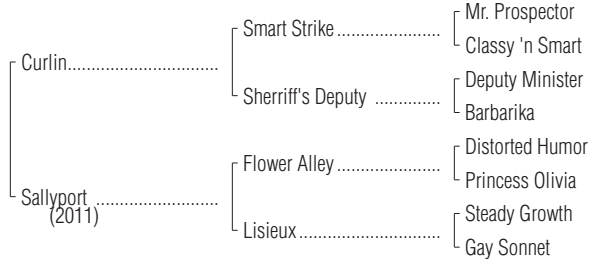 Mr. Prospector
Smart Strike ....................
Classy 'n Smart
Curlin.............................
Deputy Minister
Sherriff's Deputy .............
Barbarika
Distorted Humor
Flower Alley ....................
Princess Olivia
Sallyport ........................
(2011)
Steady Growth
Lisieux...........................
Gay Sonnet